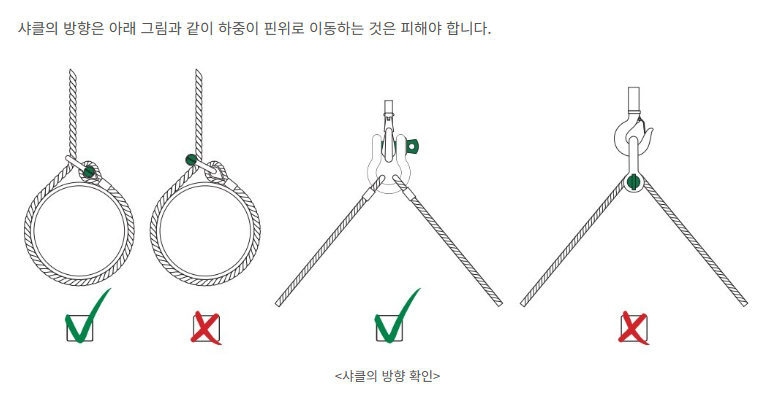 샤클의 방향은 아래 그림과 같이 하중이 핀위로 이동하는 것은 피해야 합니다.
<샤클의 방향 확인>